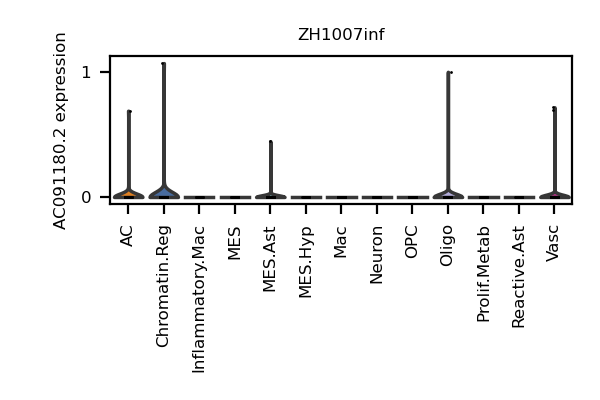 ZH1007inf
AC091180.2 expression
1
0
AC
Chromatin.Reg
Inflammatory.Mac
MES
MES.Ast
MES.Hyp
Mac
Neuron
OPC
Oligo
Prolif.Metab
Reactive.Ast
Vasc